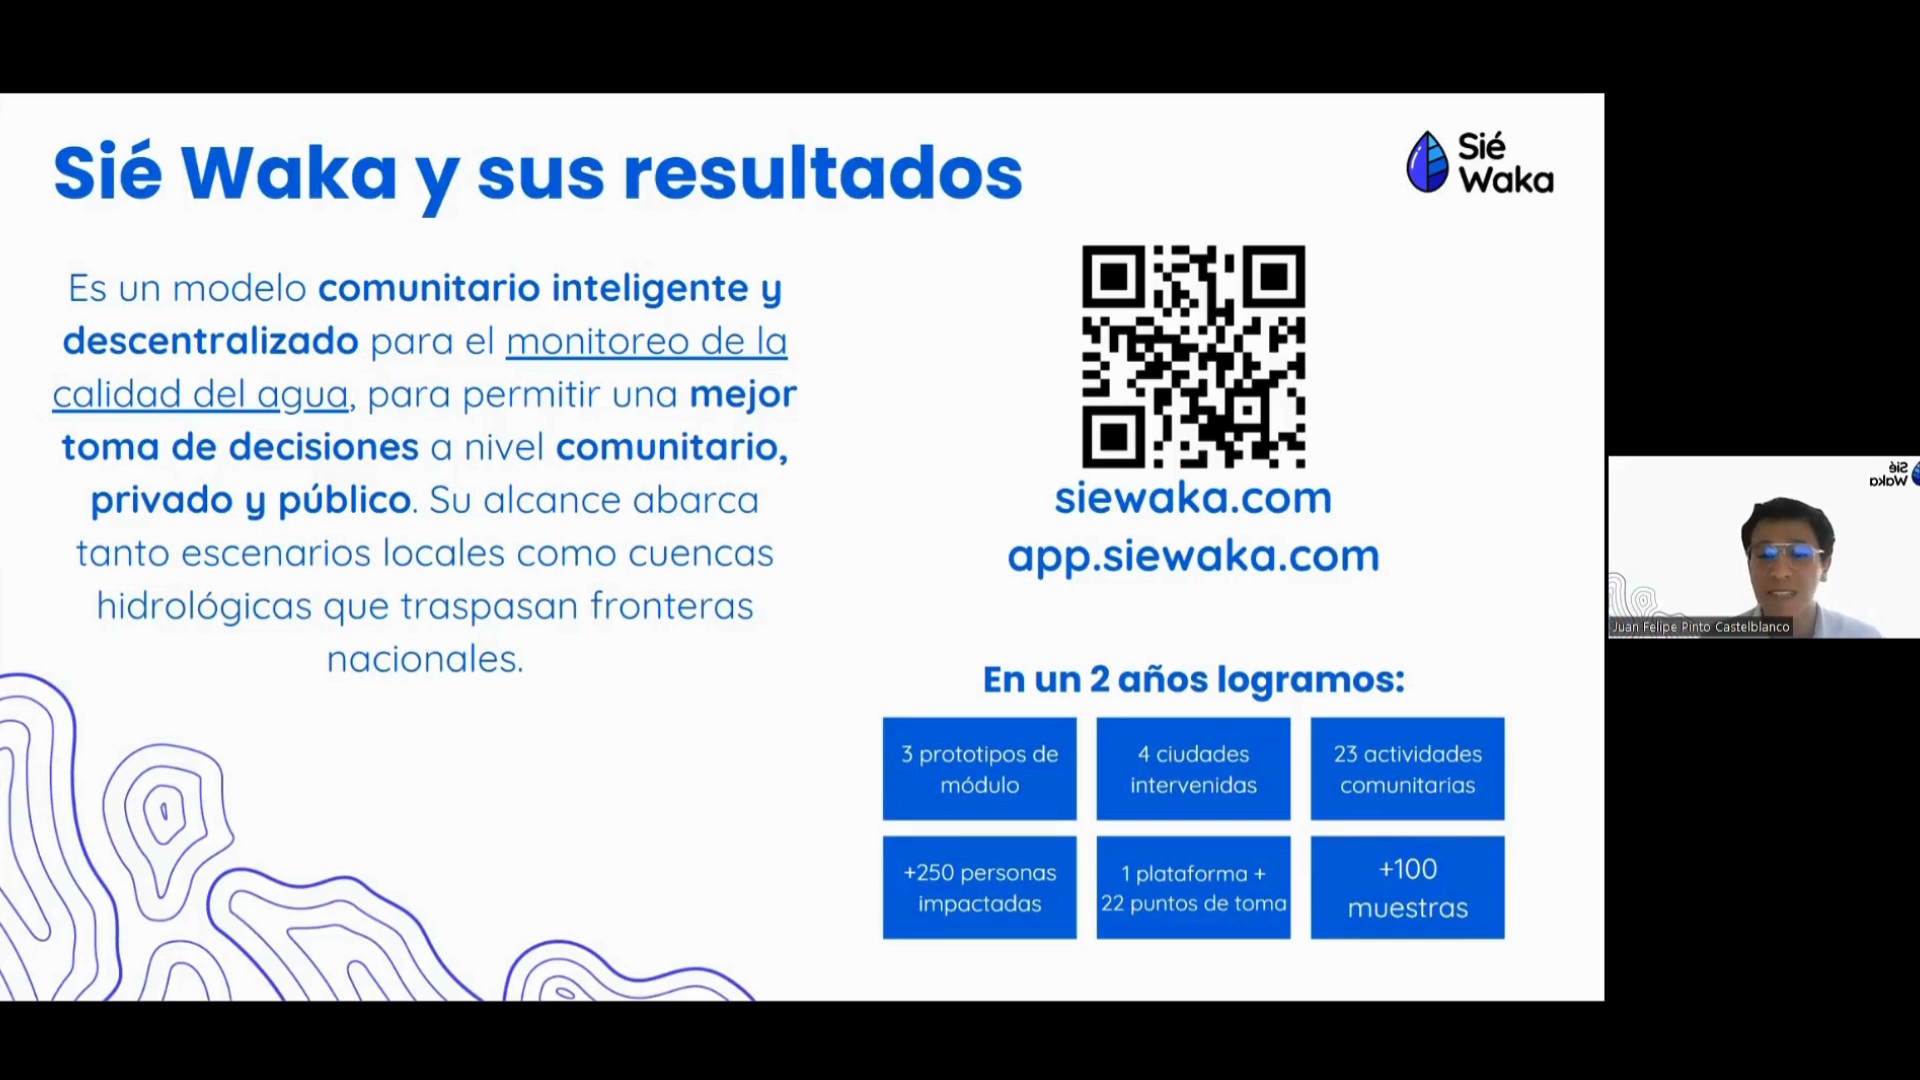 Sié Waka y sus resultados
Sié
Waka
Es un modelo comunitario inteligente y
descentralizado para el monitoreo de la
calidad del agua, para permitir una mejor
toma de decisiones a nivel comunitario,
privado y público. Su alcance abarca
tanto escenarios locales como cuencas
hidrológicas que traspasan fronteras
nacionales.
siewaka.com
app.siewaka.com
En un 2 años logramos:
3 prototipos de
módulo
4 ciudades
intervenidas
23 actividades
comunitarias
+250 personas
impactadas
1 plataforma +
22 puntos de toma
+100
muestras
Sié
Waka
Juan Felipe Pinto Castelblanco